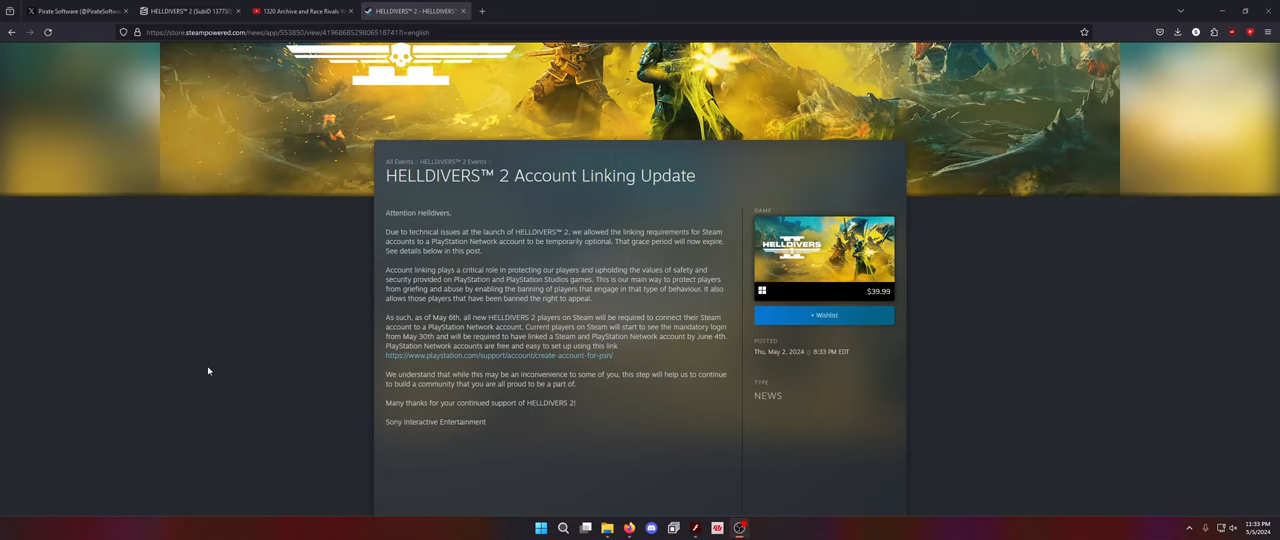 Pirate Software (@PirateSoftw
HELLDIVERS 2 (SubID 137730)
1320 Archive and Race Rivals W
HELLDIVERS™ 2 - HELLDIVERS™
https://store.steampowered.com/news/app/553850/view/4196868529806518741?l=english
All Events > HELLDIVERS™ 2 Events >
HELLDIVERS™ 2 Account Linking Update
Attention Helldivers,
Due to technical issues at the launch of HELLDIVERS™ 2, we allowed the linking requirements for Steam
accounts to a PlayStation Network account to be temporarily optional. That grace period will now expire.
See details below in this post.
Account linking plays a critical role in protecting our players and upholding the values of safety and
security provided on PlayStation and PlayStation Studios games. This is our main way to protect players
from griefing and abuse by enabling the banning of players that engage in that type of behaviour. It also
allows those players that have been banned the right to appeal.
As such, as of May 6th, all new HELLDIVERS 2 players on Steam will be required to connect their Steam
account to a PlayStation Network account. Current players on Steam will start to see the mandatory login
from May 30th and will be required to have linked a Steam and PlayStation Network account by June 4th.
PlayStation Network accounts are free and easy to set up using this link
https://www.playstation.com/support/account/create-account-for-psn/
We understand that while this may be an inconvenience to some of you, this step will help us to continue
to build a community that you are all proud to be a part of.
Many thanks for your continued support of HELLDIVERS 2!
Sony Interactive Entertainment
GAME
HELLDIVERS
$39.99
+ Wishlist
POSTED
Thu, May 2, 2024 @ 8:33 PM EDT
TYPE
NEWS
11:33 PM
5/5/2024